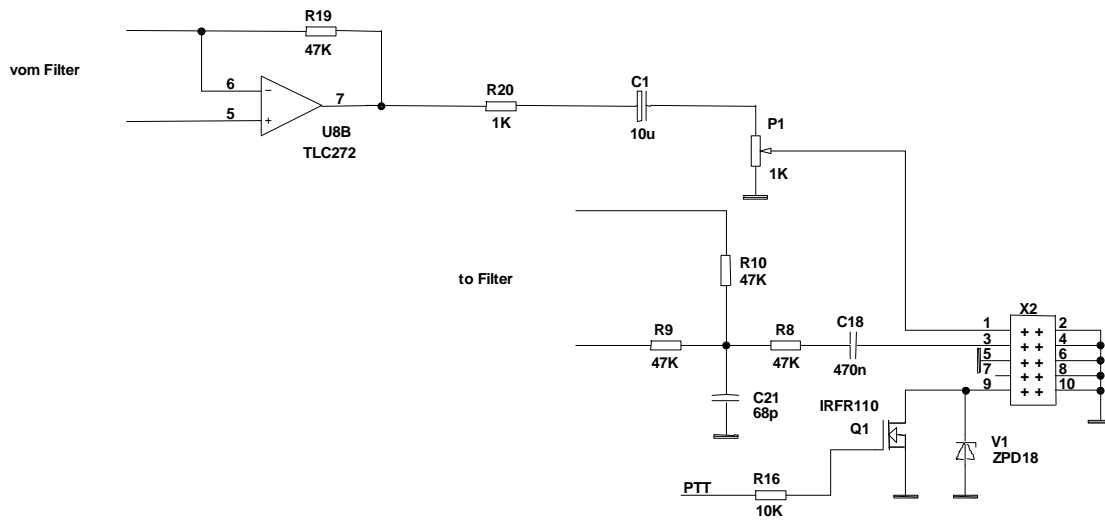 R19
47K
vom Filter
6
5
7
U8B
TLC272
R20
1K
C1
10u
P1
1K
to Filter
R10
47K
R9
47K
R8
47K
C18
470n
C21
68p
X2
1 2
3 4
5 6
7 8
9 10
IRFR110
Q1
V1
ZPD18
PTT
R16
10K